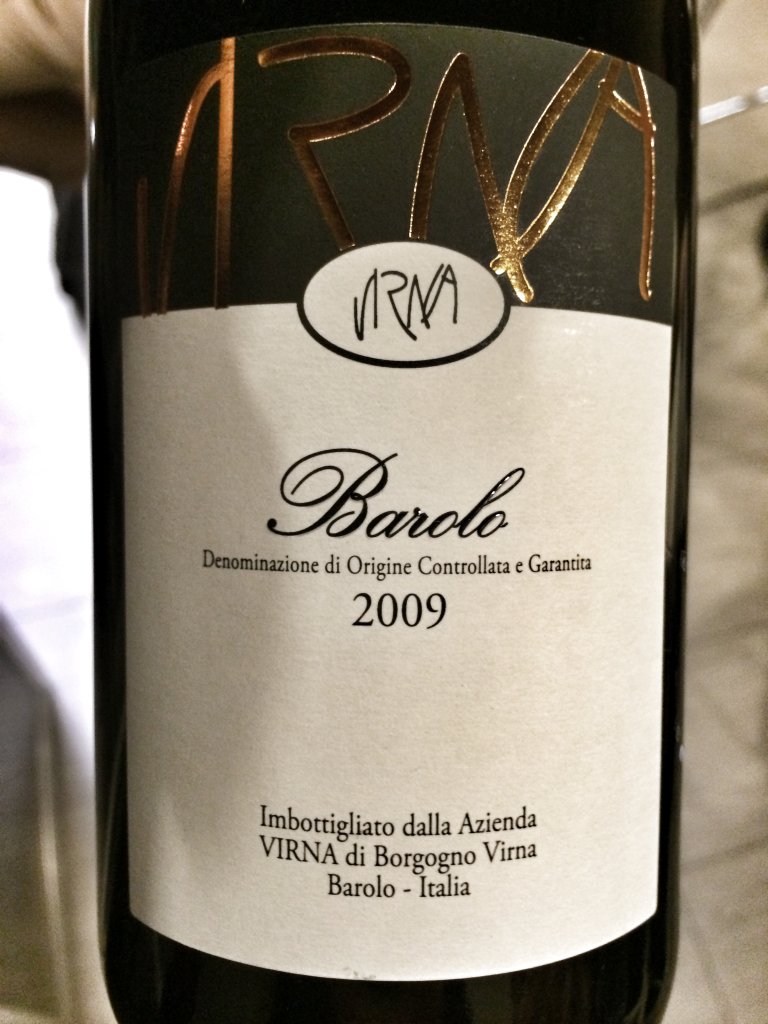 VIRNA
VIRNA
Barolo
Denominazione di Origine Controllata e Garantita
2009
Imbottigliato dalla Azienda
VIRNA di Borgogno Virna
Barolo - Italia